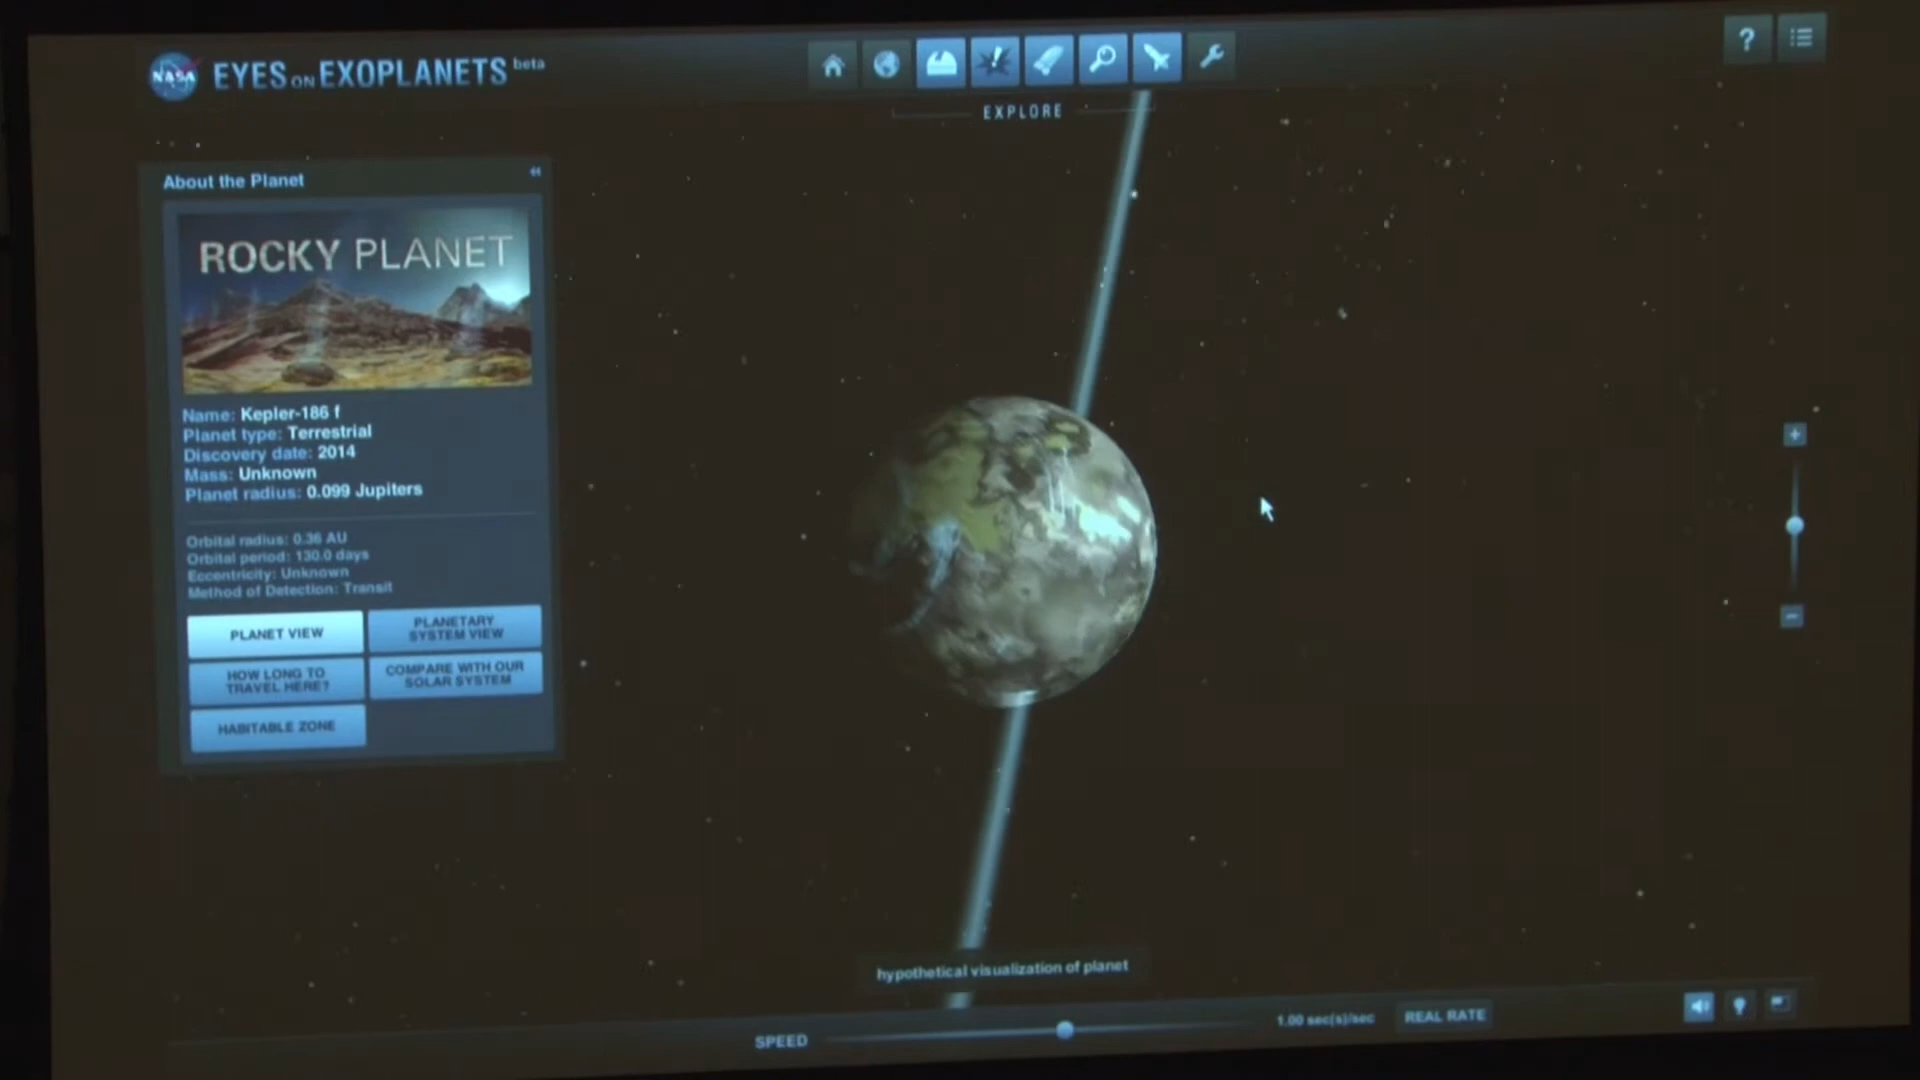 NASA
EYES ON EXOPLANETS beta
?
EXPLORE
About the Planet
ROCKY PLANET
Name: Kepler-186 f
Planet type: Terrestrial
Discovery date: 2014
Mass: Unknown
Planet radius: 0.099 Jupiters
Orbital radius: 0.36 AU
Orbital period: 130.0 days
Eccentricity: Unknown
Method of Detection: Transit
PLANET VIEW
PLANETARY
SYSTEM VIEW
HOW LONG TO
TRAVEL HERE?
COMPARE WITH OUR
SOLAR SYSTEM
HABITABLE ZONE
hypothetical visualization of planet
SPEED
1.00 sec(s)/sec
REAL RATE